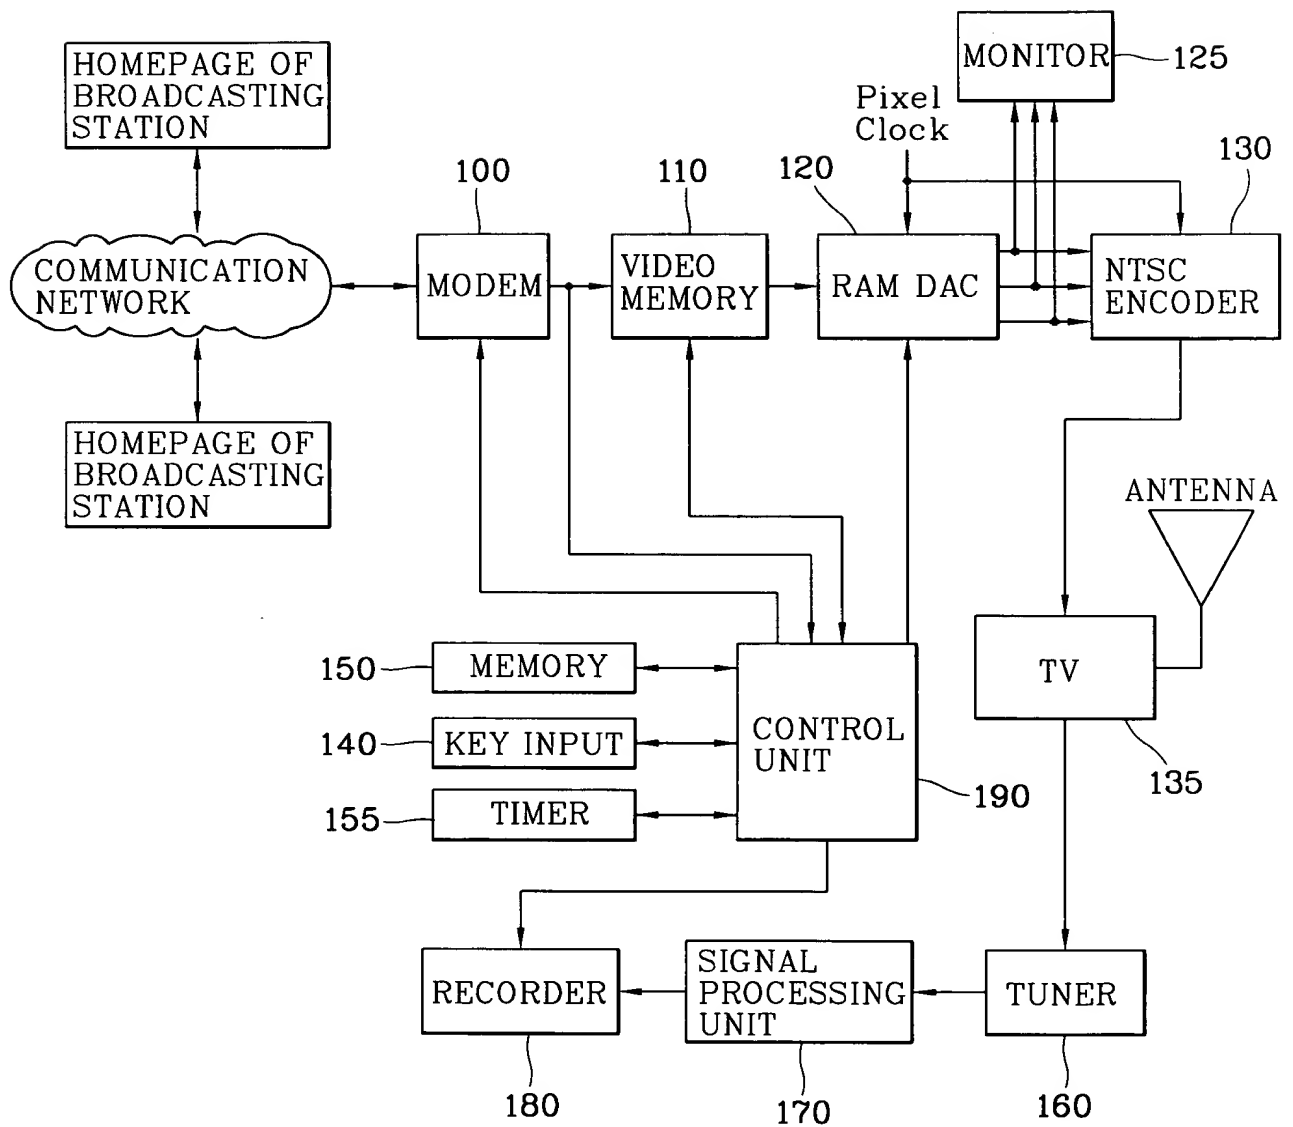 MONITOR
125
HOMEPAGE OF
BROADCASTING
STATION
Pixel
Clock
100
110
120
130
COMMUNICATION
NETWORK
MODEM
VIDEO
MEMORY
RAM DAC
NTSC
ENCODER
HOMEPAGE OF
BROADCASTING
STATION
ANTENNA
150
MEMORY
TV
140
KEY INPUT
CONTROL
UNIT
135
155
TIMER
190
RECORDER
SIGNAL
PROCESSING
UNIT
TUNER
180
170
160